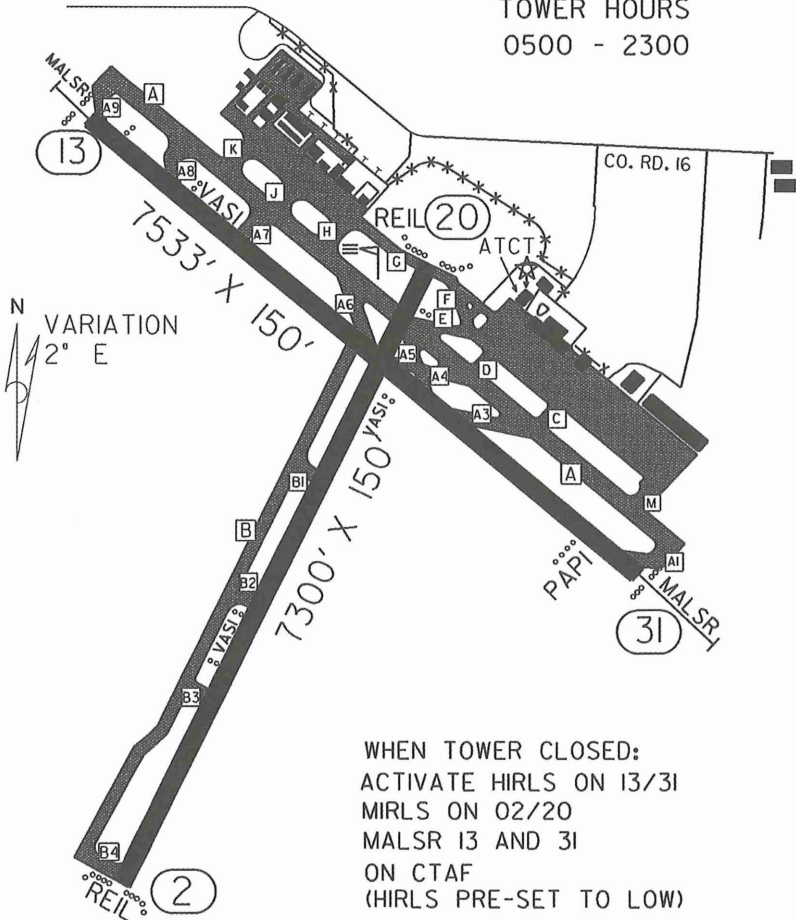 TOWER HOURS
0500 - 2300
MALSR
A9
A
13
K
CO. RD. 16
A8
VASI
J
REIL
20
A7
H
ATCT
7533' X 150'
G
F
A6
E
N
VARIATION
2° E
A5
D
A4
VASI
A3
C
B1
A
7300' X 150'
M
B
B2
PAPI
A1
MALSR
VASI
31
B3
WHEN TOWER CLOSED:
ACTIVATE HIRLS ON 13/31
MIRLS ON 02/20
MALSR 13 AND 31
ON CTAF
(HIRLS PRE-SET TO LOW)
B4
REIL
2